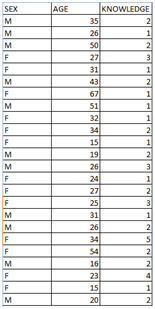 SEX AGE KNOWLEDGE
M 35 2
M 26 1
M 50 2
F 27 3
F 31 1
M 43 2
F 67 1
M 51 1
F 32 1
F 34 2
F 15 1
M 19 2
M 26 3
F 24 1
F 27 2
F 25 3
M 31 1
M 26 2
F 34 5
F 54 2
M 16 2
F 23 4
F 15 1
M 20 2